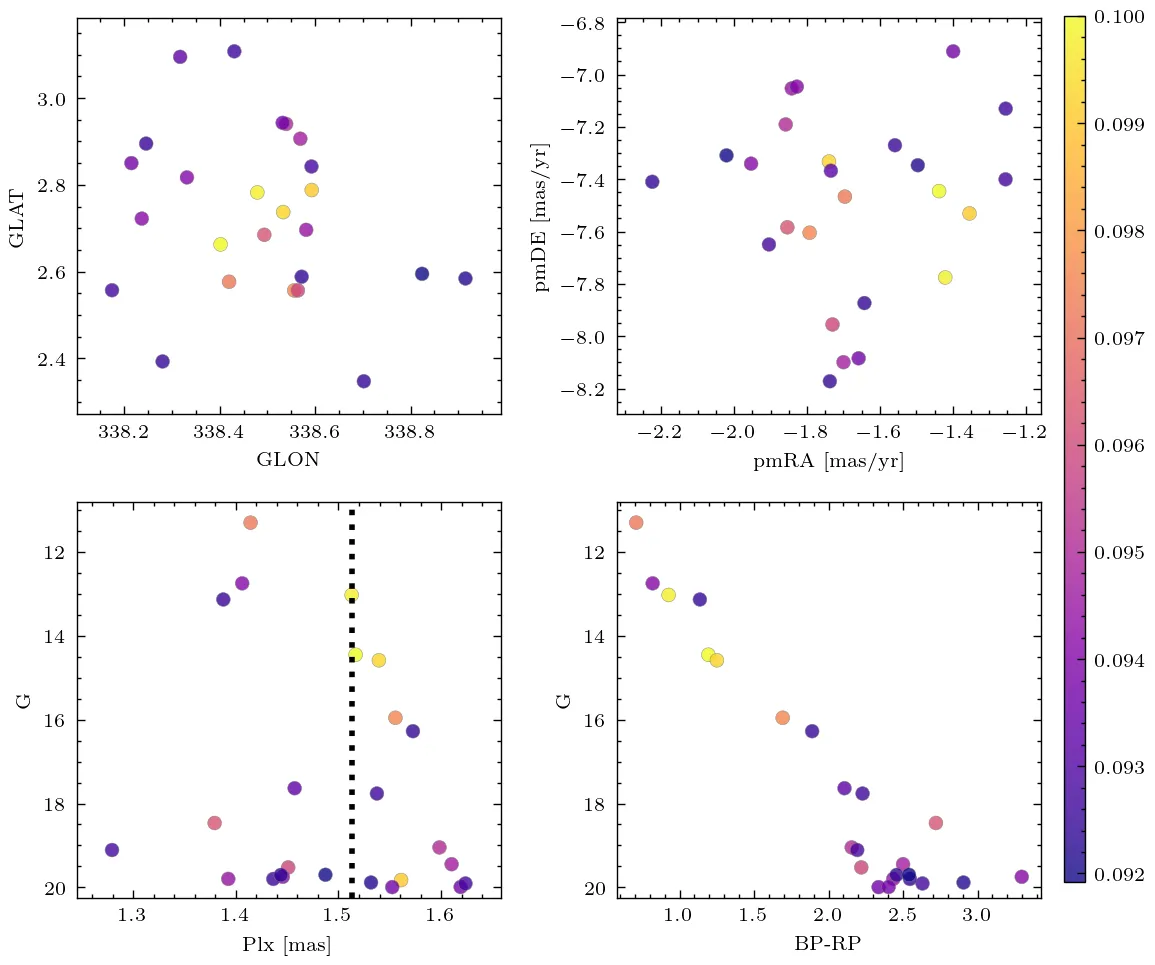 3.0
2.8
2.6
2.4
GLAT
338.2 338.4 338.6 338.8
GLON
−6.8
−7.0
−7.2
−7.4
−7.6
−7.8
−8.0
−8.2
pmDE [mas/yr]
−2.2 −2.0 −1.8 −1.6 −1.4 −1.2
pmRA [mas/yr]
0.100
0.099
0.098
0.097
0.096
0.095
0.094
0.093
0.092
12
14
16
18
20
G
1.3 1.4 1.5 1.6
Plx [mas]
12
14
16
18
20
G
1.0 1.5 2.0 2.5 3.0
BP-RP